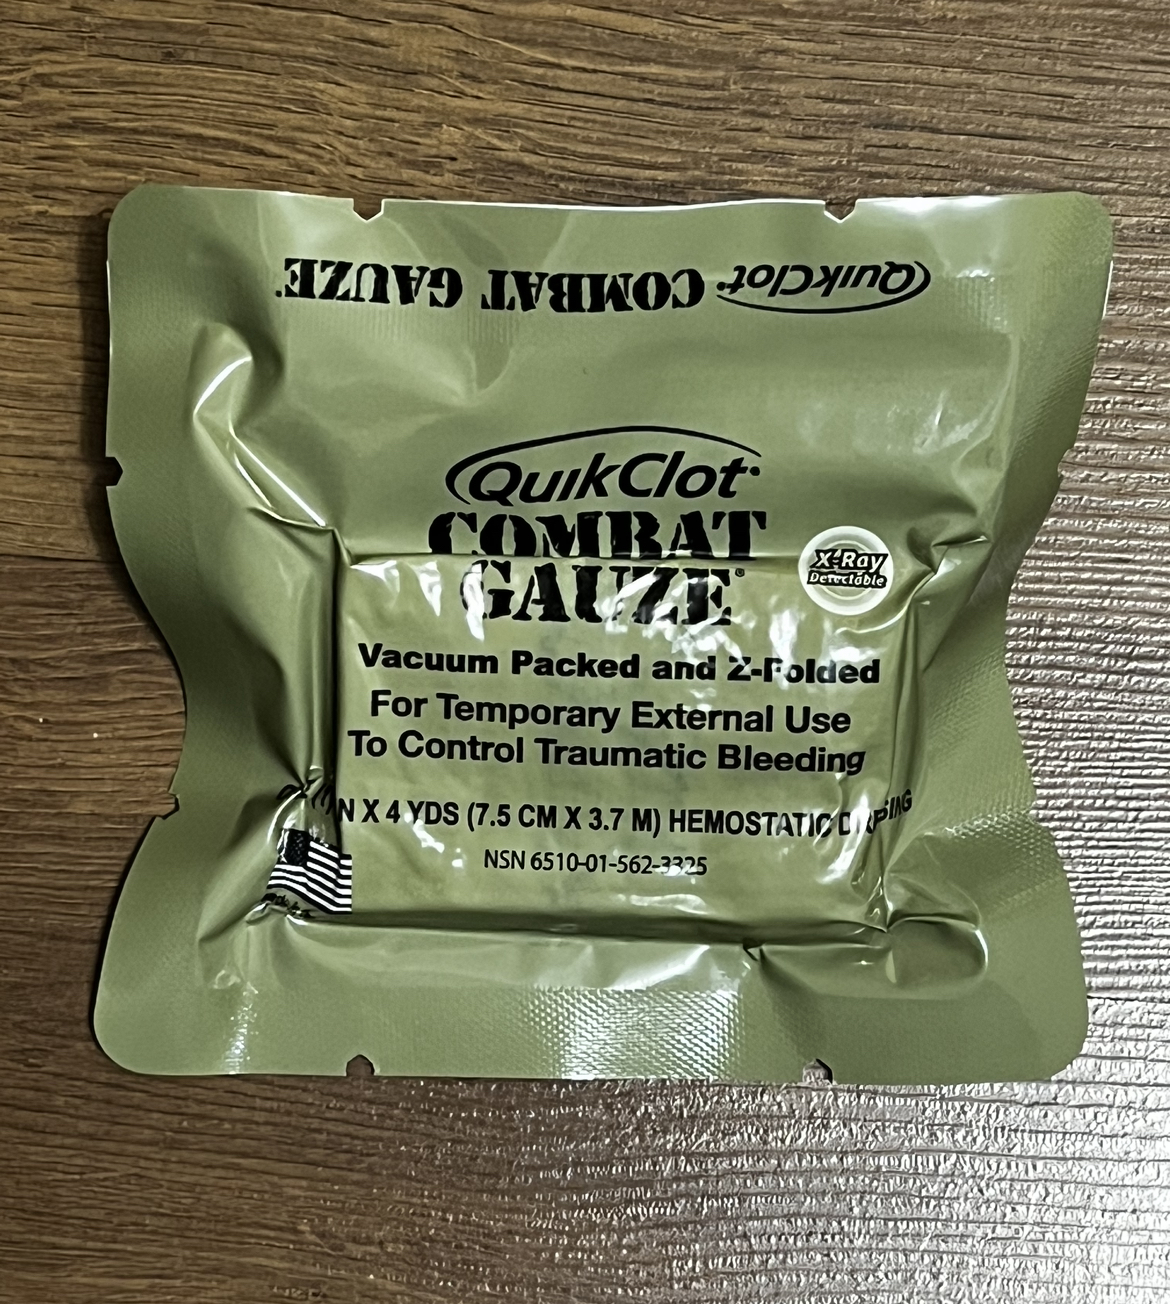 QuikClot COMBAT GAUZE
QuikClot
COMBAT
GAUZE®
X-Ray
Detectable
Vacuum Packed and Z-Folded
For Temporary External Use
To Control Traumatic Bleeding
N X 4 YDS (7.5 CM X 3.7 M) HEMOSTATIC DRESSING
NSN 6510-01-562-3325